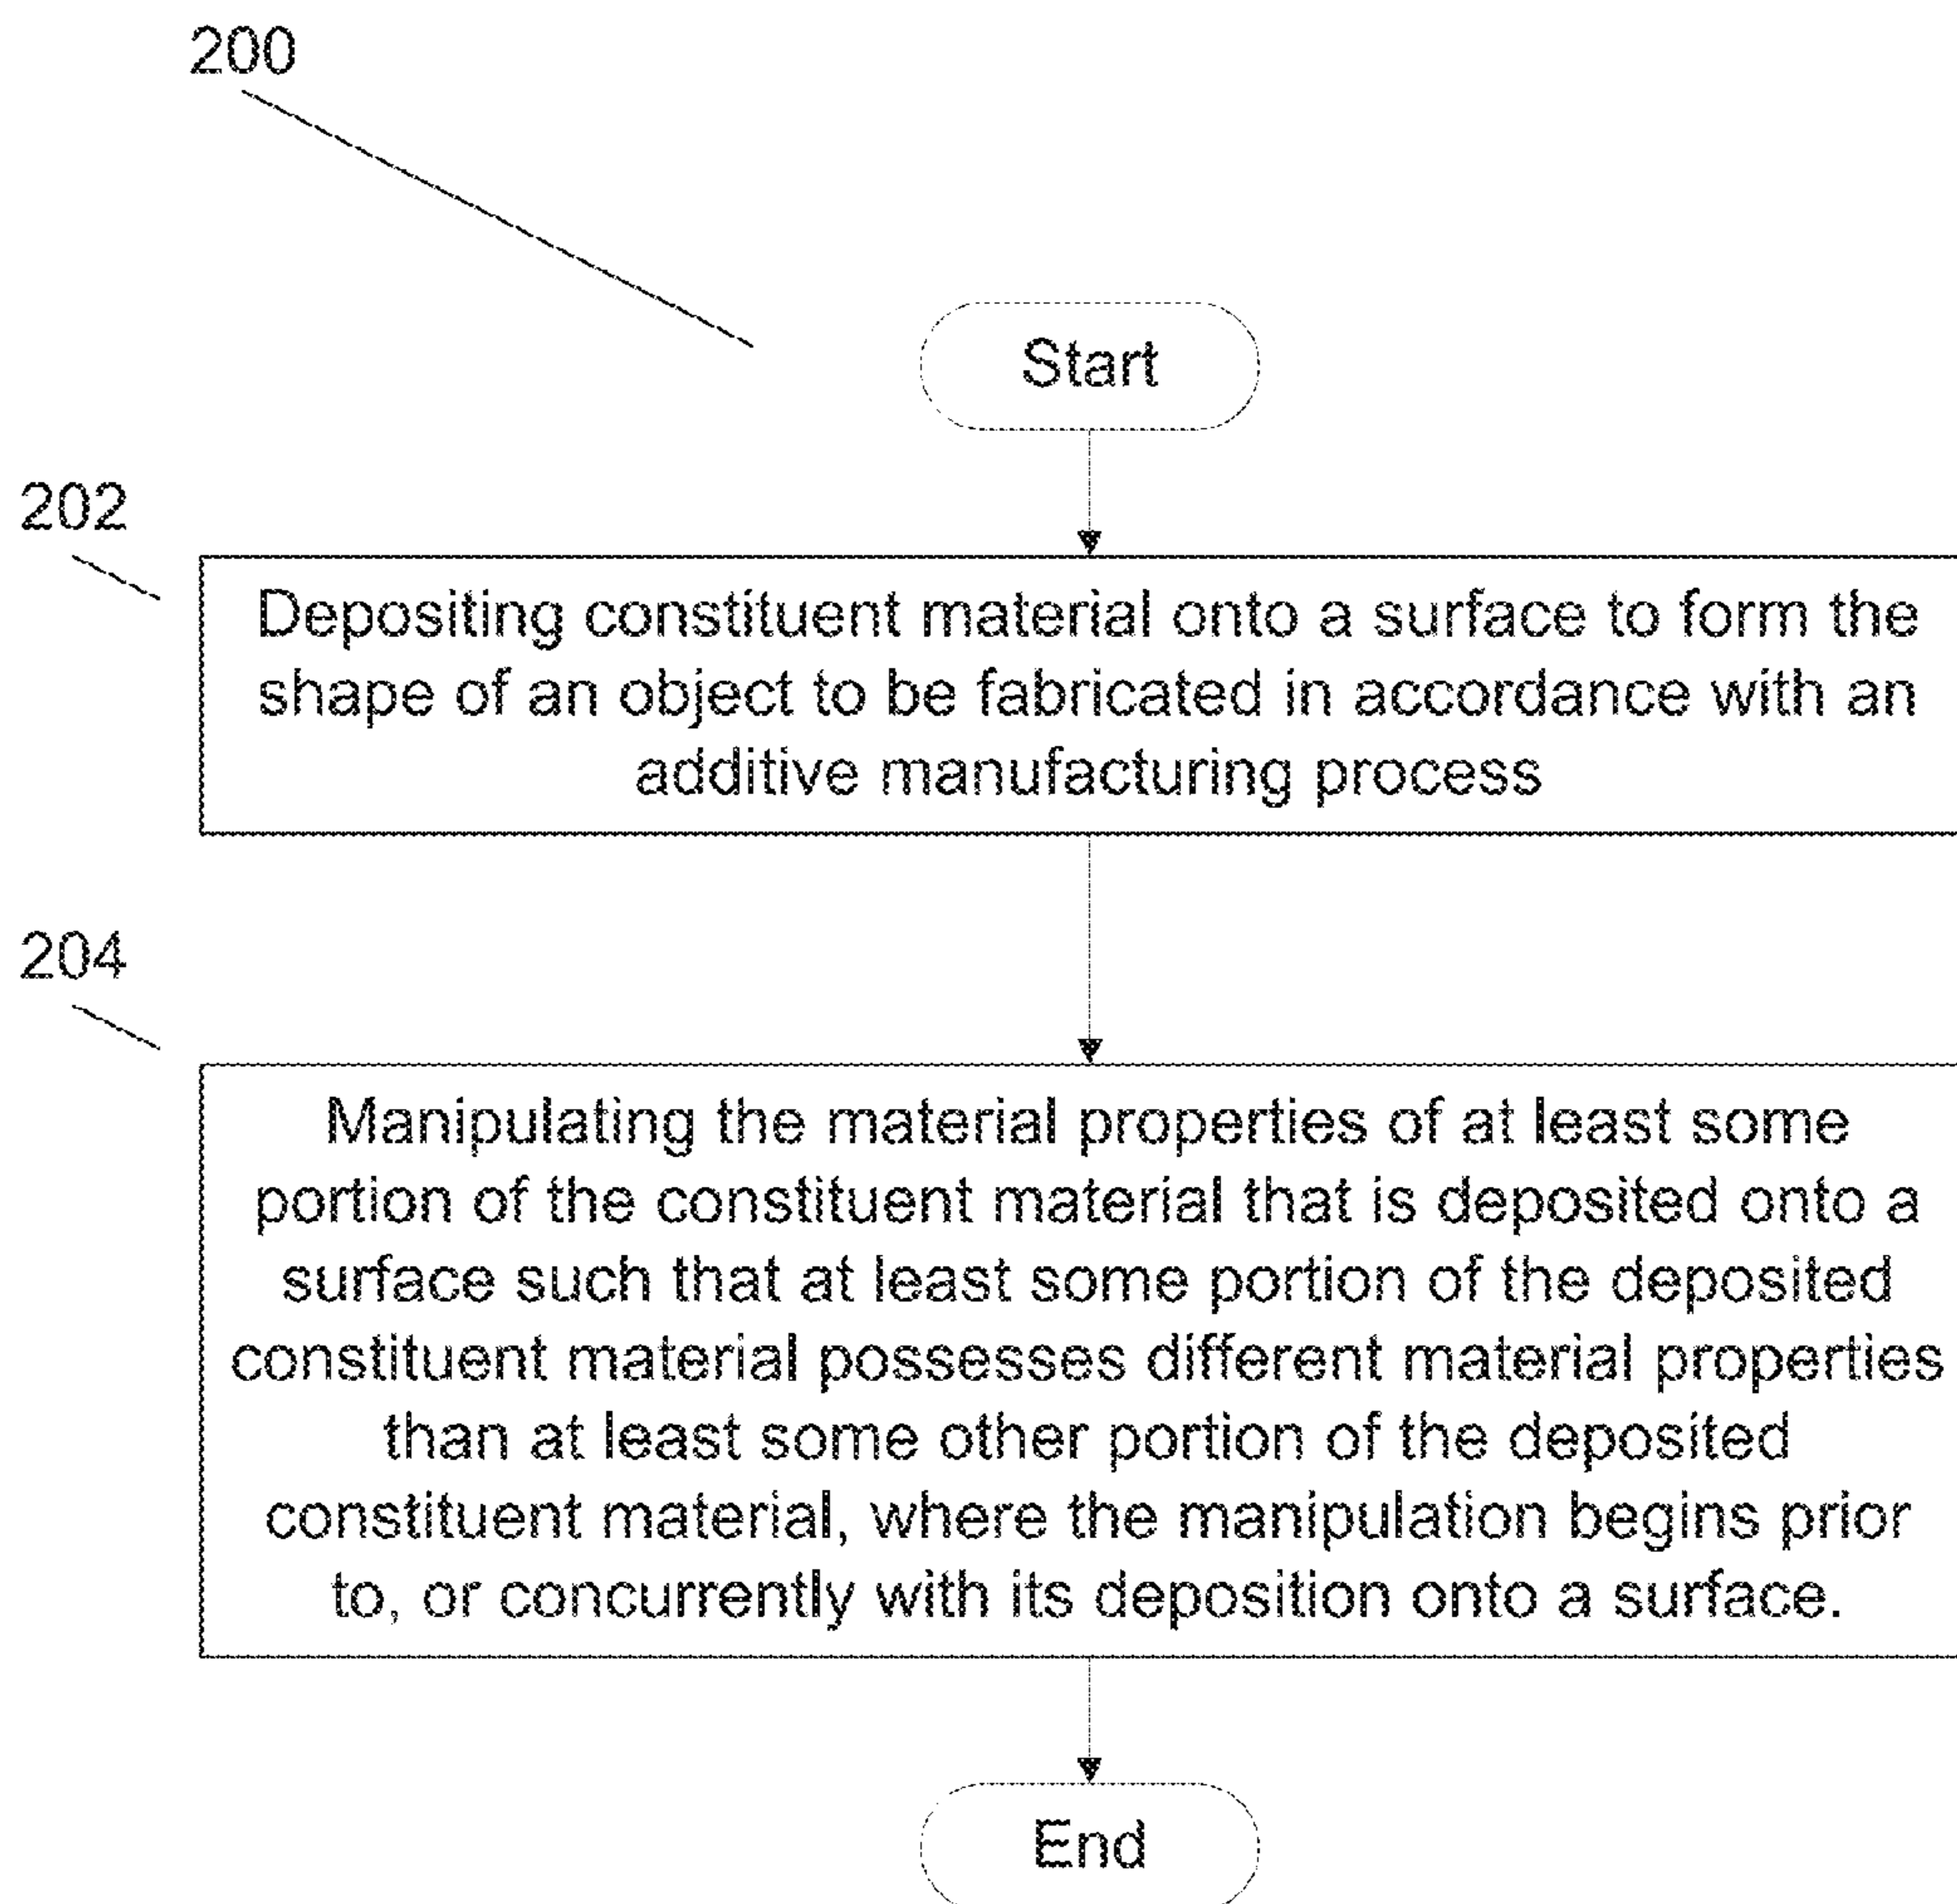 200
Start
202
Depositing constituent material onto a surface to form the
shape of an object to be fabricated in accordance with an
additive manufacturing process
204
Manipulating the material properties of at least some
portion of the constituent material that is deposited onto a
surface such that at least some portion of the deposited
constituent material possesses different material properties
than at least some other portion of the deposited
constituent material, where the manipulation begins prior
to, or concurrently with its deposition onto a surface.
End